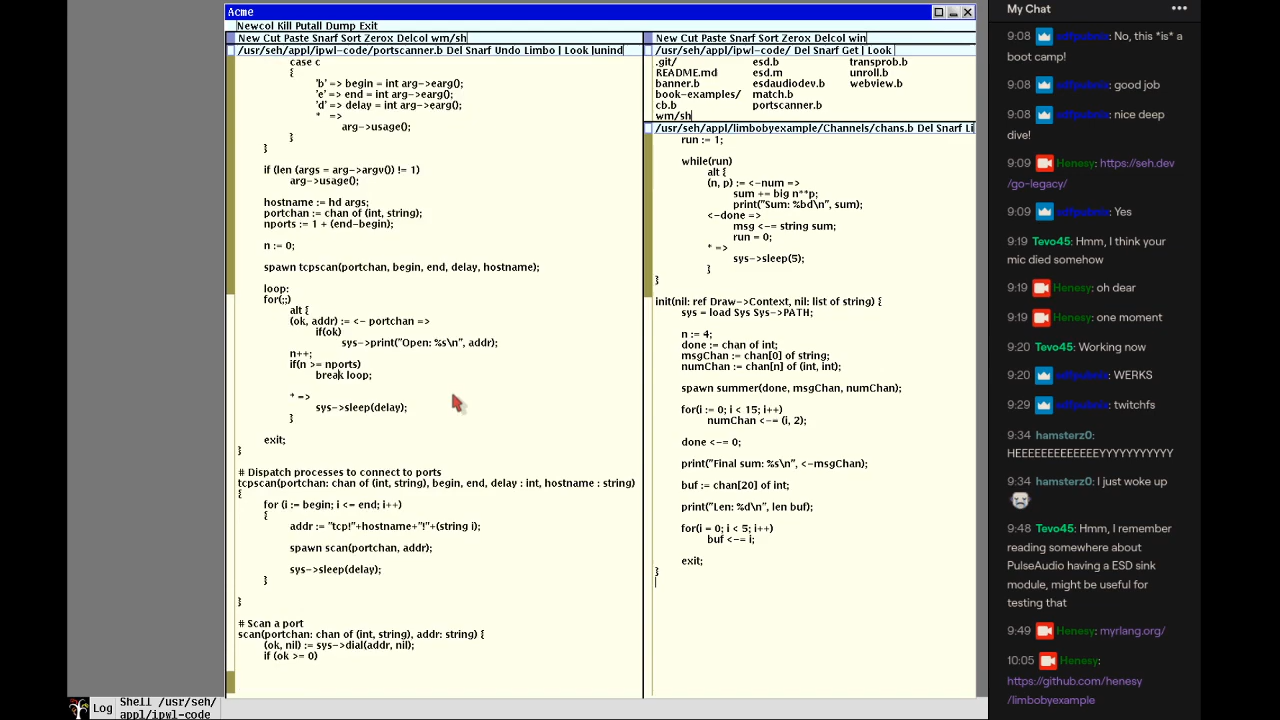 Acme
Newcol Kill Putall Dump Exit
New Cut Paste Snarf Sort Zerox Delcol wm/sh
/usr/seh/appl/ipwl-code/portscanner.b Del Snarf Undo Limbo | Look |unind
case c
{
'b' => begin = int arg->earg();
'e' => end = int arg->earg();
'd' => delay = int arg->earg();
* =>
arg->usage();
}
}
if (len (args = arg->argv()) != 1)
arg->usage();
hostname := hd args;
portchan := chan of (int, string);
nports := 1 + (end-begin);
n := 0;
spawn tcpscan(portchan, begin, end, delay, hostname);
loop:
for(;;)
alt {
(ok, addr) := <- portchan =>
if(ok)
sys->print("Open: %s\n", addr);
n++;
if(n >= nports)
break loop;
* =>
sys->sleep(delay);
}
exit;
}
# Dispatch processes to connect to ports
tcpscan(portchan: chan of (int, string), begin, end, delay : int, hostname : string)
{
for (i := begin; i <= end; i++)
{
addr := "tcp!"+hostname+"!"+(string i);
spawn scan(portchan, addr);
sys->sleep(delay);
}
}
# Scan a port
scan(portchan: chan of (int, string), addr: string) {
(ok, nil) := sys->dial(addr, nil);
if (ok >= 0)
New Cut Paste Snarf Sort Zerox Delcol win
/usr/seh/appl/ipwl-code/ Del Snarf Get | Look
.git/ esd.b transprob.b
README.md esd.m unroll.b
banner.b esdaudiodev.b webview.b
book-examples/ match.b
cb.b portscanner.b
wm/sh
/usr/seh/appl/limbobyexample/Channels/chans.b Del Snarf Li
run := 1;
while(run)
alt {
(n, p) := <-num =>
sum += big n**p;
print("Sum: %bd\n", sum);
<-done =>
msg <-= string sum;
run = 0;
* =>
sys->sleep(5);
}
}
init(nil: ref Draw->Context, nil: list of string) {
sys = load Sys Sys->PATH;
n := 4;
done := chan of int;
msgChan := chan[0] of string;
numChan := chan[n] of (int, int);
spawn summer(done, msgChan, numChan);
for(i := 0; i < 15; i++)
numChan <-= (i, 2);
done <-= 0;
print("Final sum: %s\n", <-msgChan);
buf := chan[20] of int;
print("Len: %d\n", len buf);
for(i = 0; i < 5; i++)
buf <-= i;
exit;
}
Log
Shell /usr/seh/
appl/ipwl-code
My Chat
9:08 : No, this *is* a
boot camp!
9:08 : good job
9:08 : nice deep
dive!
9:09 Henesy: https://seh.dev
/go-legacy/
9:09 : Yes
9:19 Tevo45: Hmm, I think your
mic died somehow
9:19 Henesy: oh dear
9:19 Henesy: one moment
9:20 Tevo45: Working now
9:20 : WERKS
9:29 : twitchfs
9:34 hamsterz0:
HEEEEEEEEEEEEYYYYYYYYYY
9:34 hamsterz0: I just woke up
9:48 Tevo45: Hmm, I remember
reading somewhere about
PulseAudio having a ESD sink
module, might be useful for
testing that
9:49 Henesy: myrlang.org/
10:05 Henesy:
https://github.com/henesy
/limbobyexample